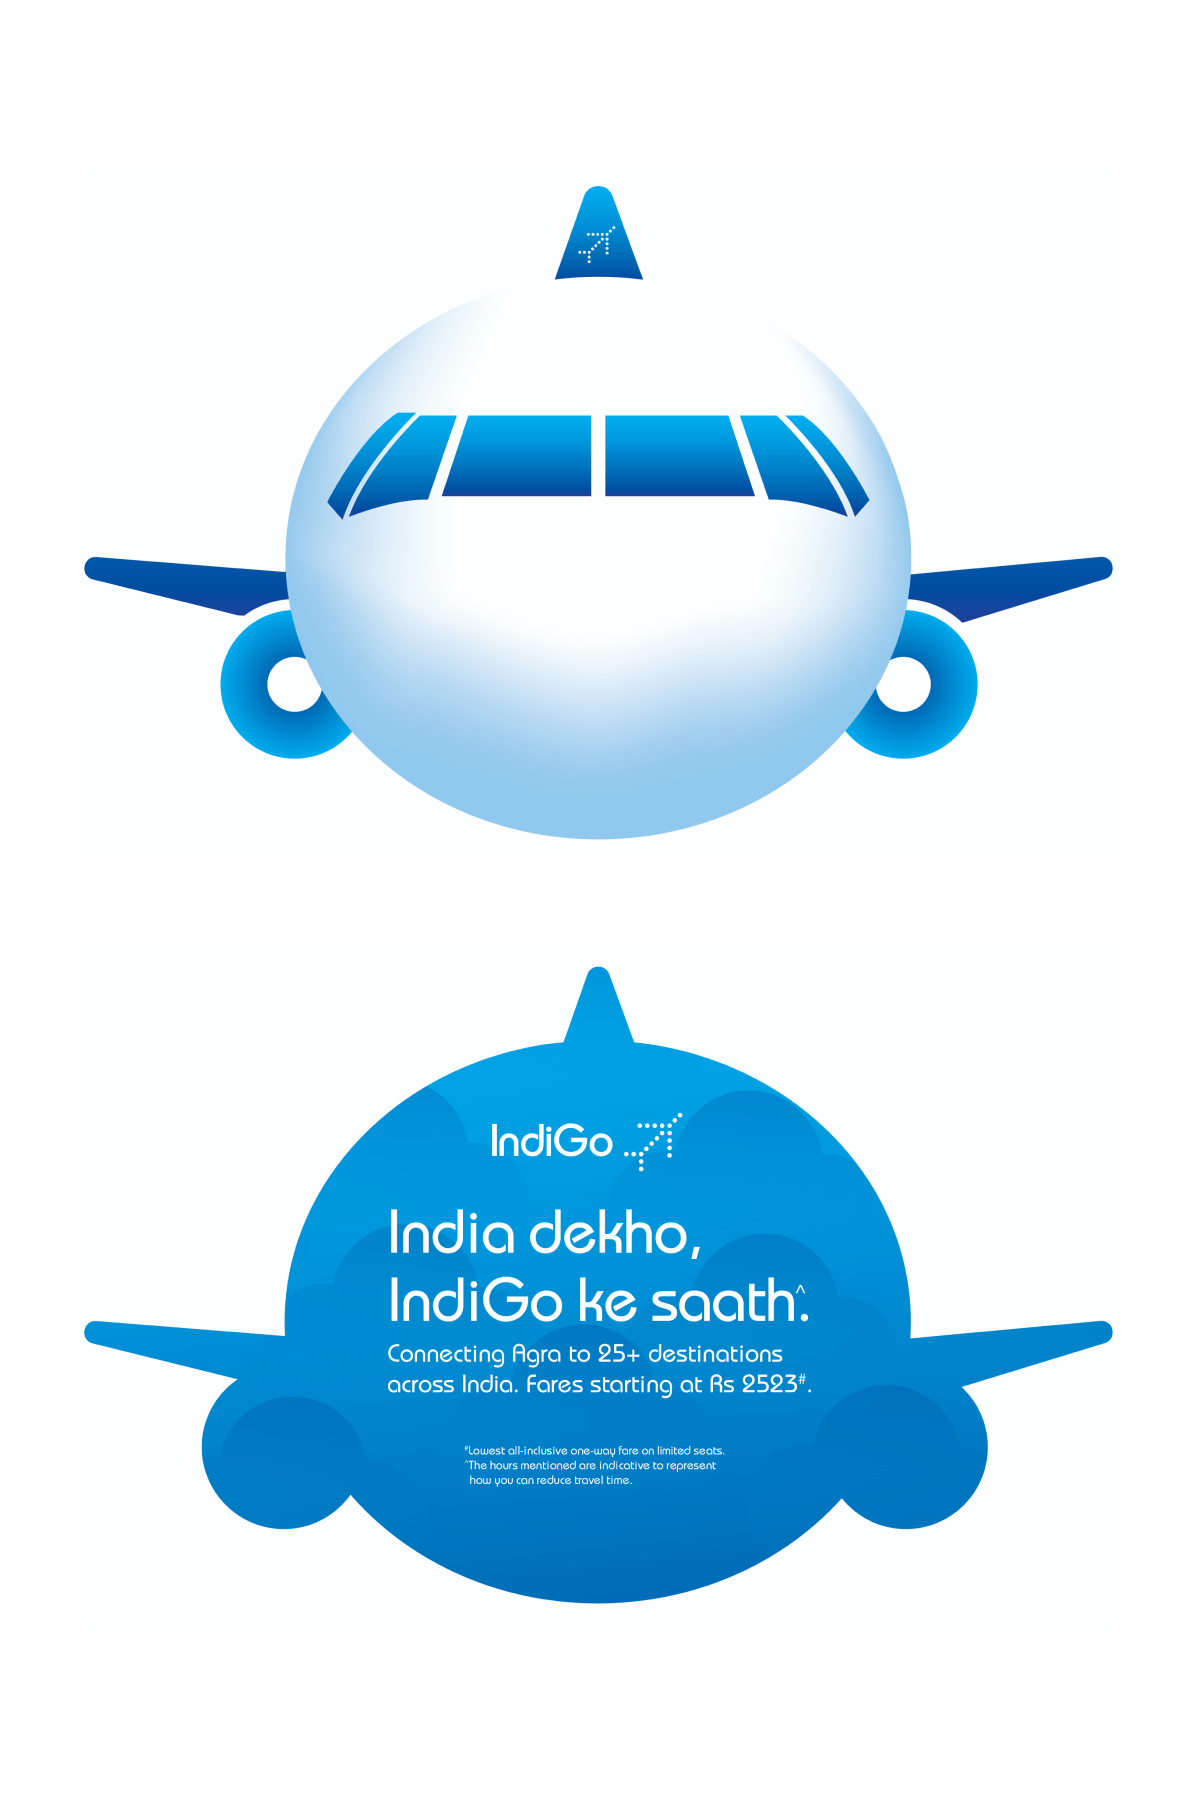 IndiGo
India dekho,
IndiGo ke saath^.
Connecting Agra to 25+ destinations
across India. Fares starting at Rs 2523#.
#Lowest all-inclusive one-way fare on limited seats.
^The hours mentioned are indicative to represent
how you can reduce travel time.